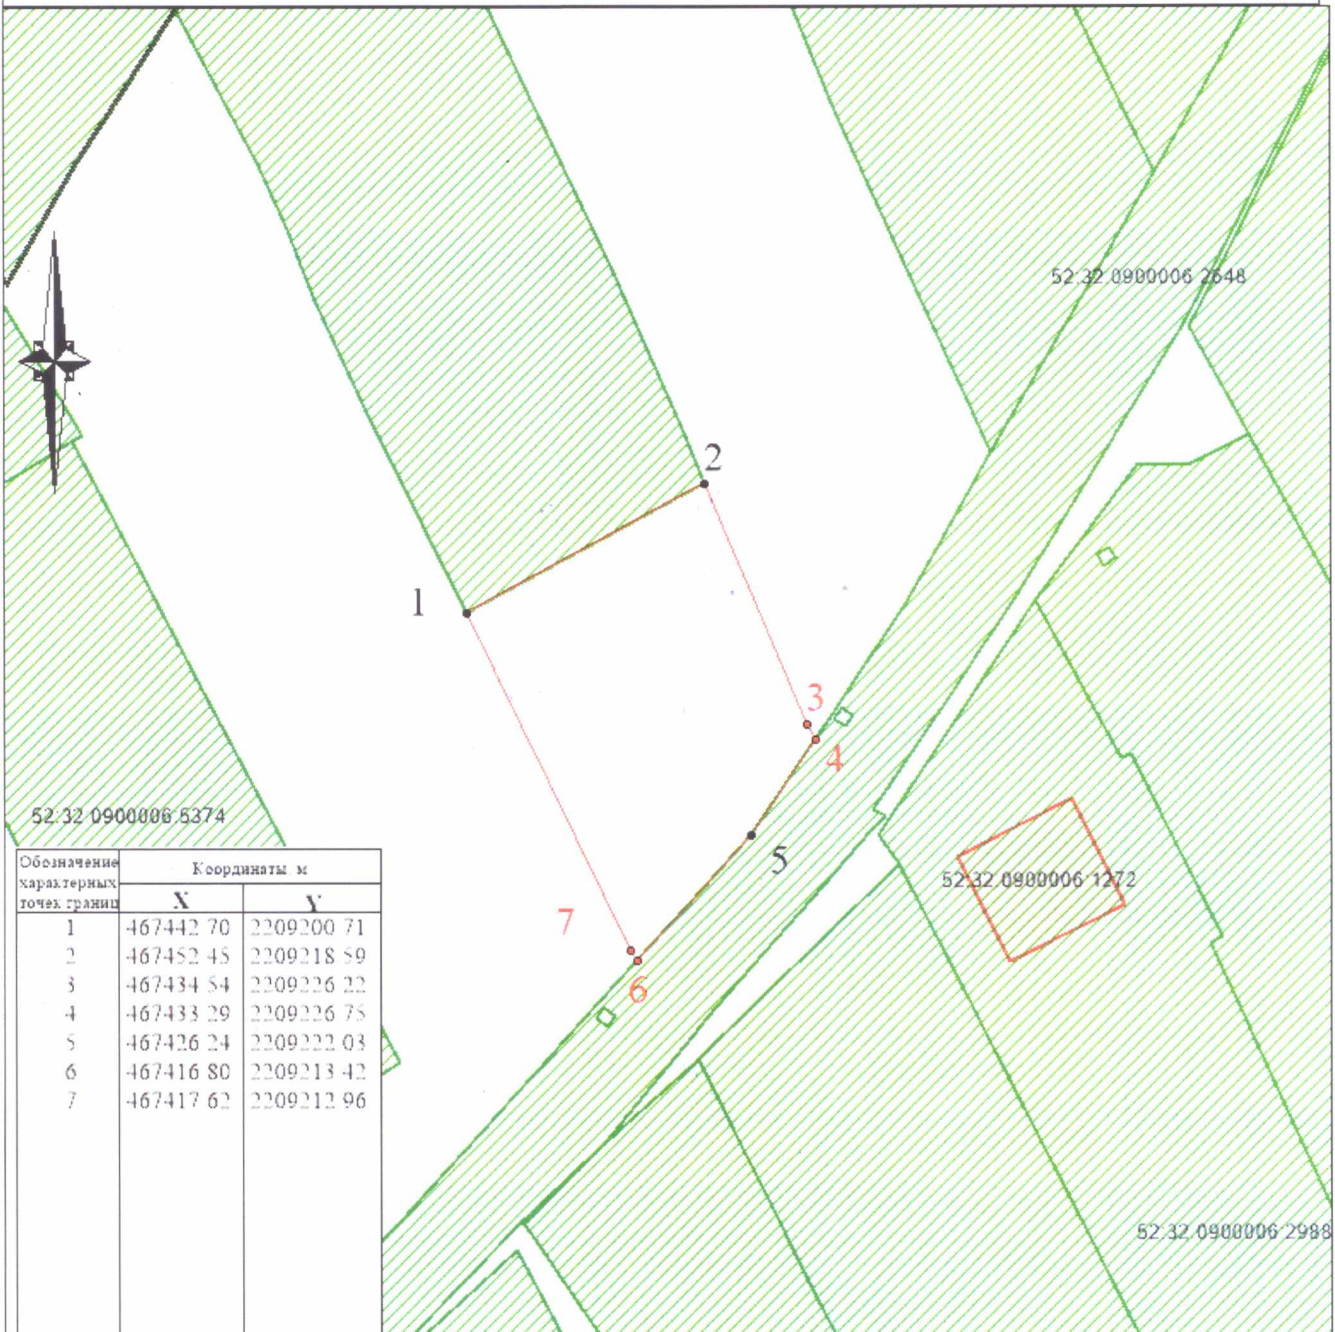 52:32:0900006:2648
2
1
3
4
52:32:0900006:5374
5
52:32:0900006:1272
7
6
Обозначение характерных точек границ
Координаты м
X Y
1 467442 70 2209200 71
2 467452 45 2209218 59
3 467434 54 2209226 22
4 467433 29 2209226 75
5 467426 24 2209222 03
6 467416 80 2209213 42
7 467417 62 2209212 96
52:32:0900006:2988